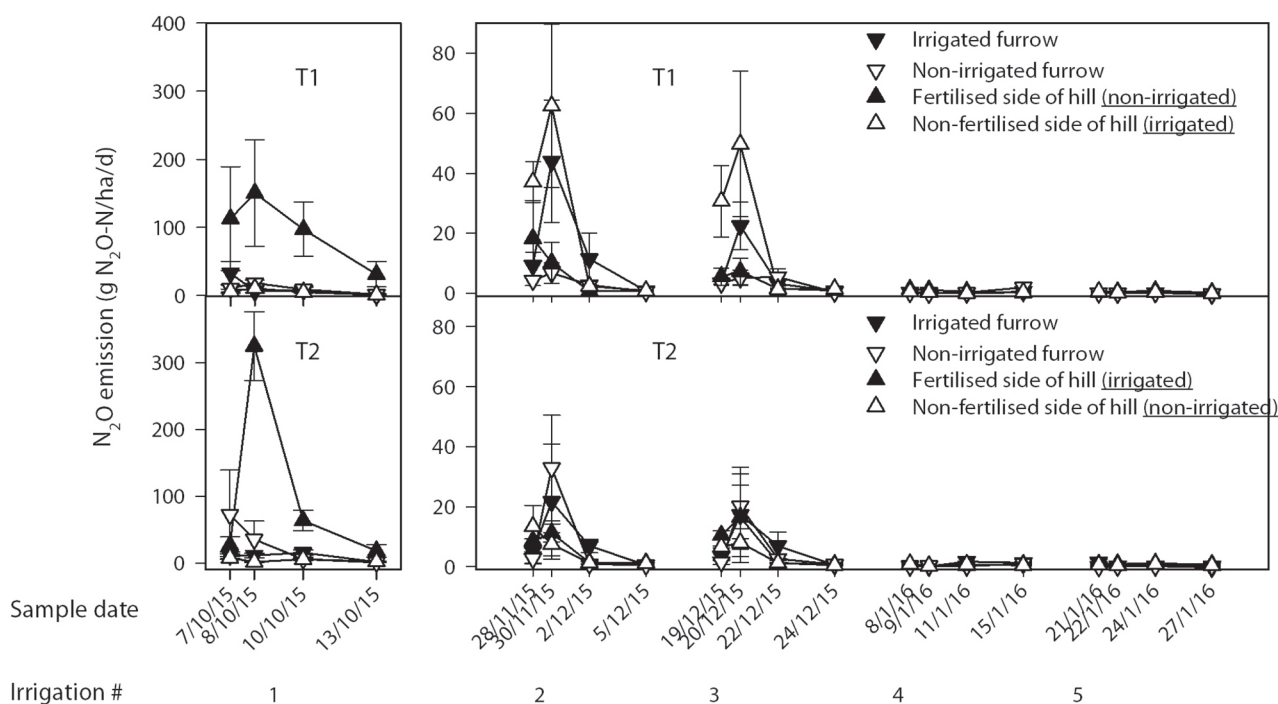 N2O emission (g N2O-N/ha/d)
400
300
200
100
0
T1
80
60
40
20
0
T1
Irrigated furrow
Non-irrigated furrow
Fertilised side of hill (non-irrigated)
Non-fertilised side of hill (irrigated)
300
200
100
0
T2
80
60
40
20
0
T2
Irrigated furrow
Non-irrigated furrow
Fertilised side of hill (irrigated)
Non-fertilised side of hill (non-irrigated)
Sample date
7/10/15
8/10/15
10/10/15
13/10/15
28/11/15
30/11/15
2/12/15
5/12/15
19/12/15
20/12/15
22/12/15
24/12/15
8/1/16
9/1/16
11/1/16
15/1/16
21/1/16
22/1/16
24/1/16
27/1/16
Irrigation # 1 2 3 4 5